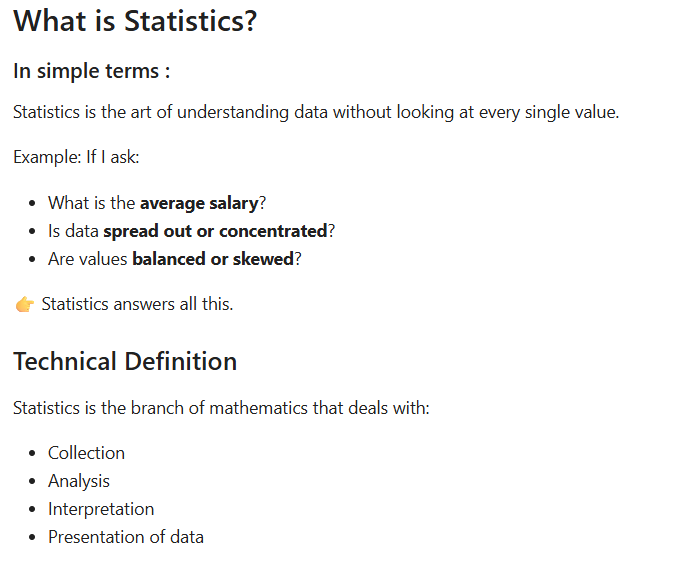 What is Statistics?
In simple terms :
Statistics is the art of understanding data without looking at every single value.
Example: If I ask:
• What is the average salary?
• Is data spread out or concentrated?
• Are values balanced or skewed?
👉 Statistics answers all this.
Technical Definition
Statistics is the branch of mathematics that deals with:
• Collection
• Analysis
• Interpretation
• Presentation of data